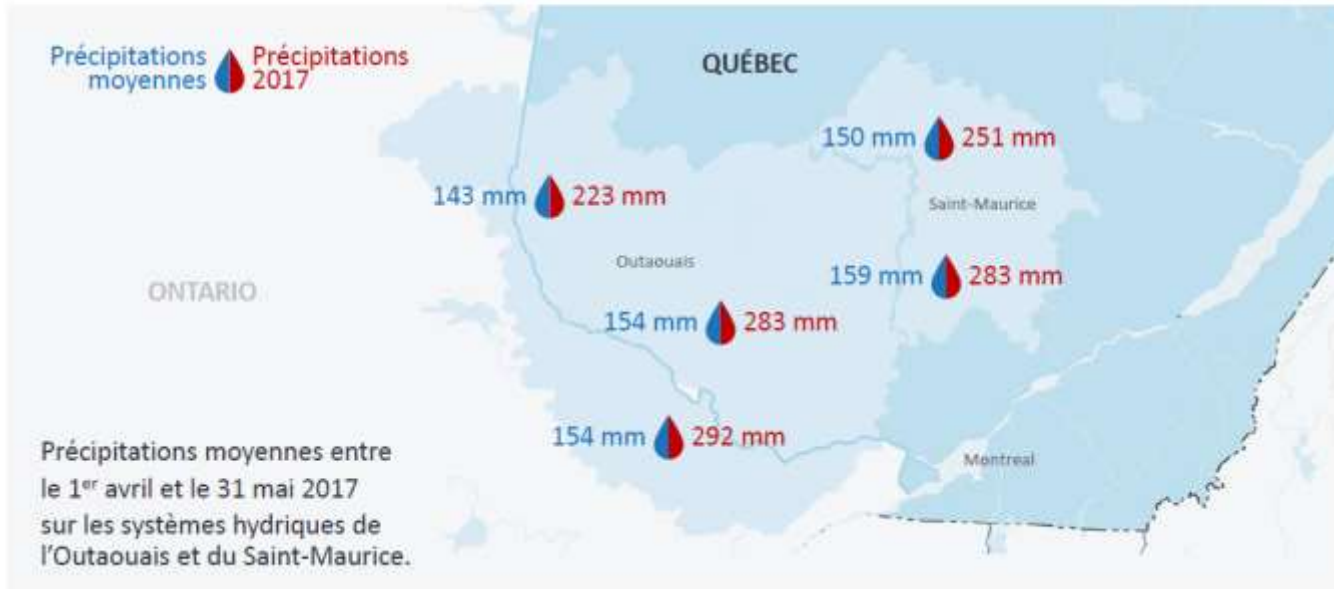 Précipitations moyennes
Précipitations 2017
QUÉBEC
150 mm 251 mm
143 mm 223 mm
Saint-Maurice
Outaouais
159 mm 283 mm
ONTARIO
154 mm 283 mm
154 mm 292 mm
Montreal
Précipitations moyennes entre
le 1er avril et le 31 mai 2017
sur les systèmes hydriques de
l'Outaouais et du Saint-Maurice.